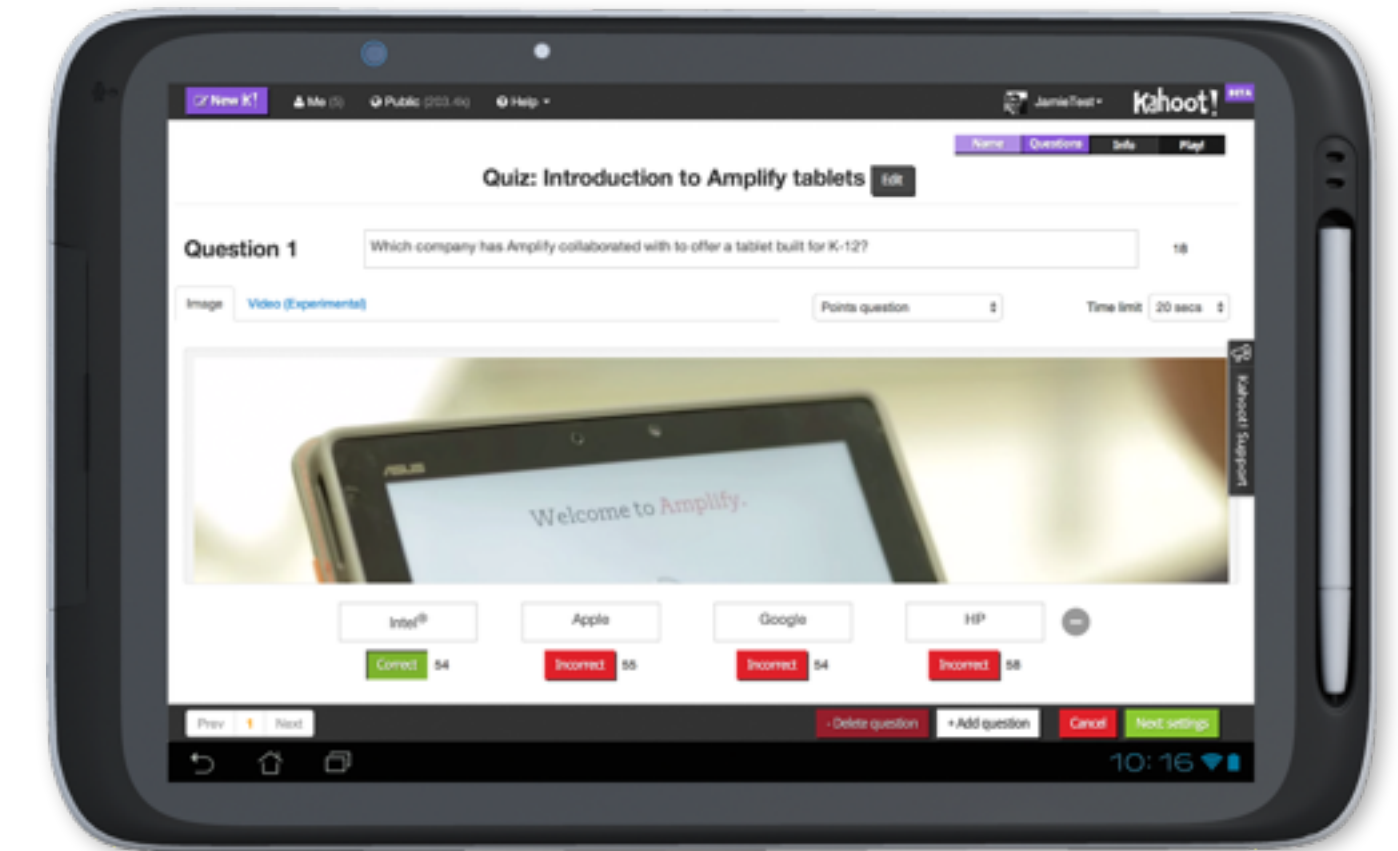 New K!
Me (5)
Public (203.4k)
Help
JamieTest
Kahoot!
BETA
Name
Questions
Info
Play!
Quiz: Introduction to Amplify tablets
Edit
Question 1
Which company has Amplify collaborated with to offer a tablet built for K-12?
18
Image
Video (Experimental)
Points question
Time limit
20 secs
Kahoot! Support
ASUS
Welcome to Amplify.
Intel®
Apple
Google
HP
Correct
54
Incorrect
55
Incorrect
54
Incorrect
58
Prev
1
Next
- Delete question
+ Add question
Cancel
Next: settings
10:16